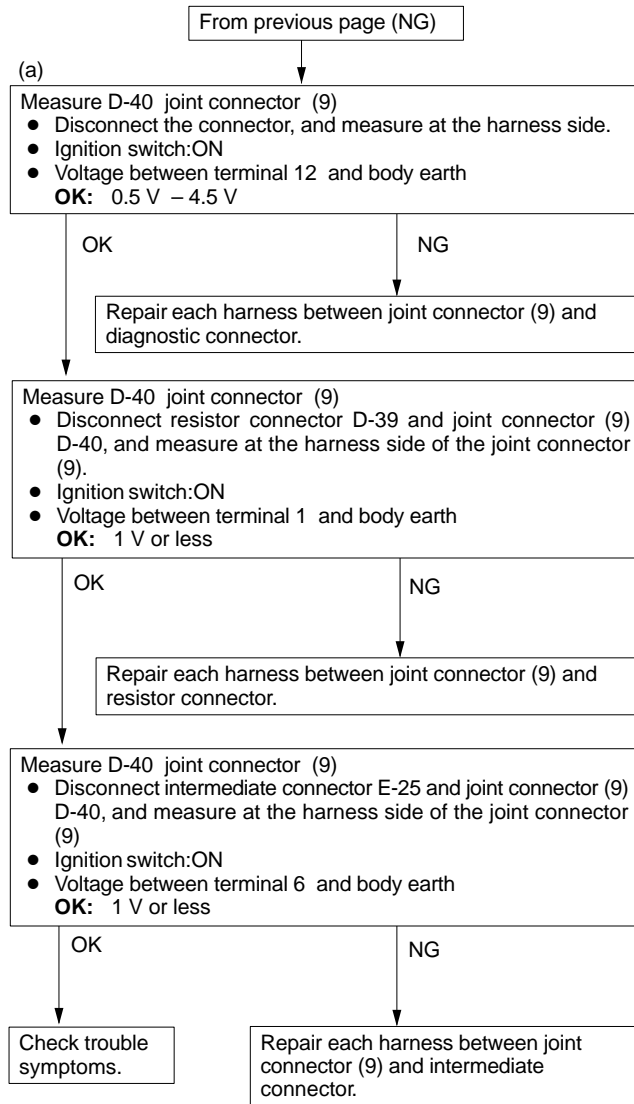 From previous page (NG)
(a)
Measure D-40 joint connector (9)
● Disconnect the connector, and measure at the harness side.
● Ignition switch:ON
● Voltage between terminal 12 and body earth
OK: 0.5 V – 4.5 V
OK
NG
Repair each harness between joint connector (9) and
diagnostic connector.
Measure D-40 joint connector (9)
● Disconnect resistor connector D-39 and joint connector (9)
D-40, and measure at the harness side of the joint connector
(9).
● Ignition switch:ON
● Voltage between terminal 1 and body earth
OK: 1 V or less
OK
NG
Repair each harness between joint connector (9) and
resistor connector.
Measure D-40 joint connector (9)
● Disconnect intermediate connector E-25 and joint connector (9)
D-40, and measure at the harness side of the joint connector
(9)
● Ignition switch:ON
● Voltage between terminal 6 and body earth
OK: 1 V or less
OK
NG
Check trouble
symptoms.
Repair each harness between joint
connector (9) and intermediate
connector.